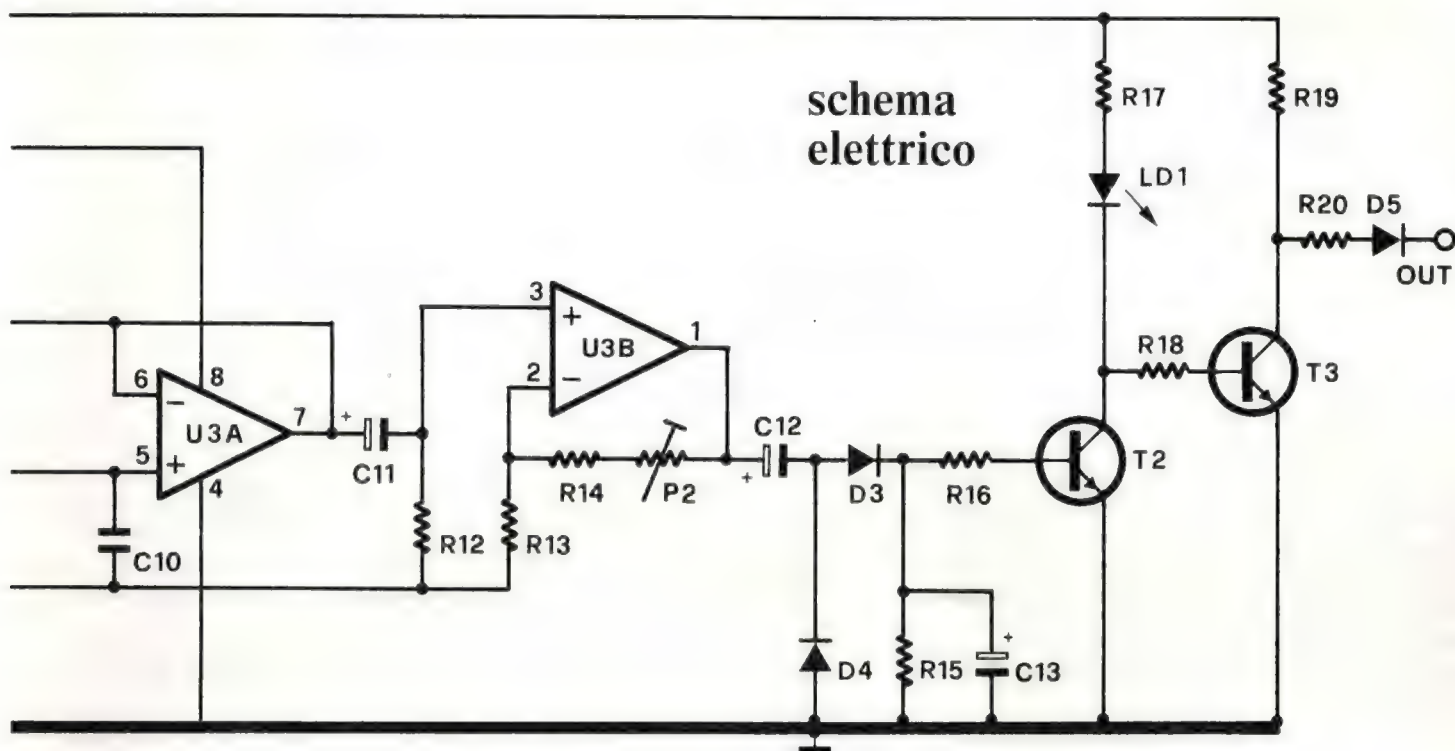 schema
elettrico
R17
R19
LD1
R20 D5
OUT
3
+
U3B
1
2
−
R18
T3
6
8
−
U3A
7
+
5
+
4
C11
R14
P2
C12
+
D3
R16
T2
C10
R12
R13
D4
R15
+
C13